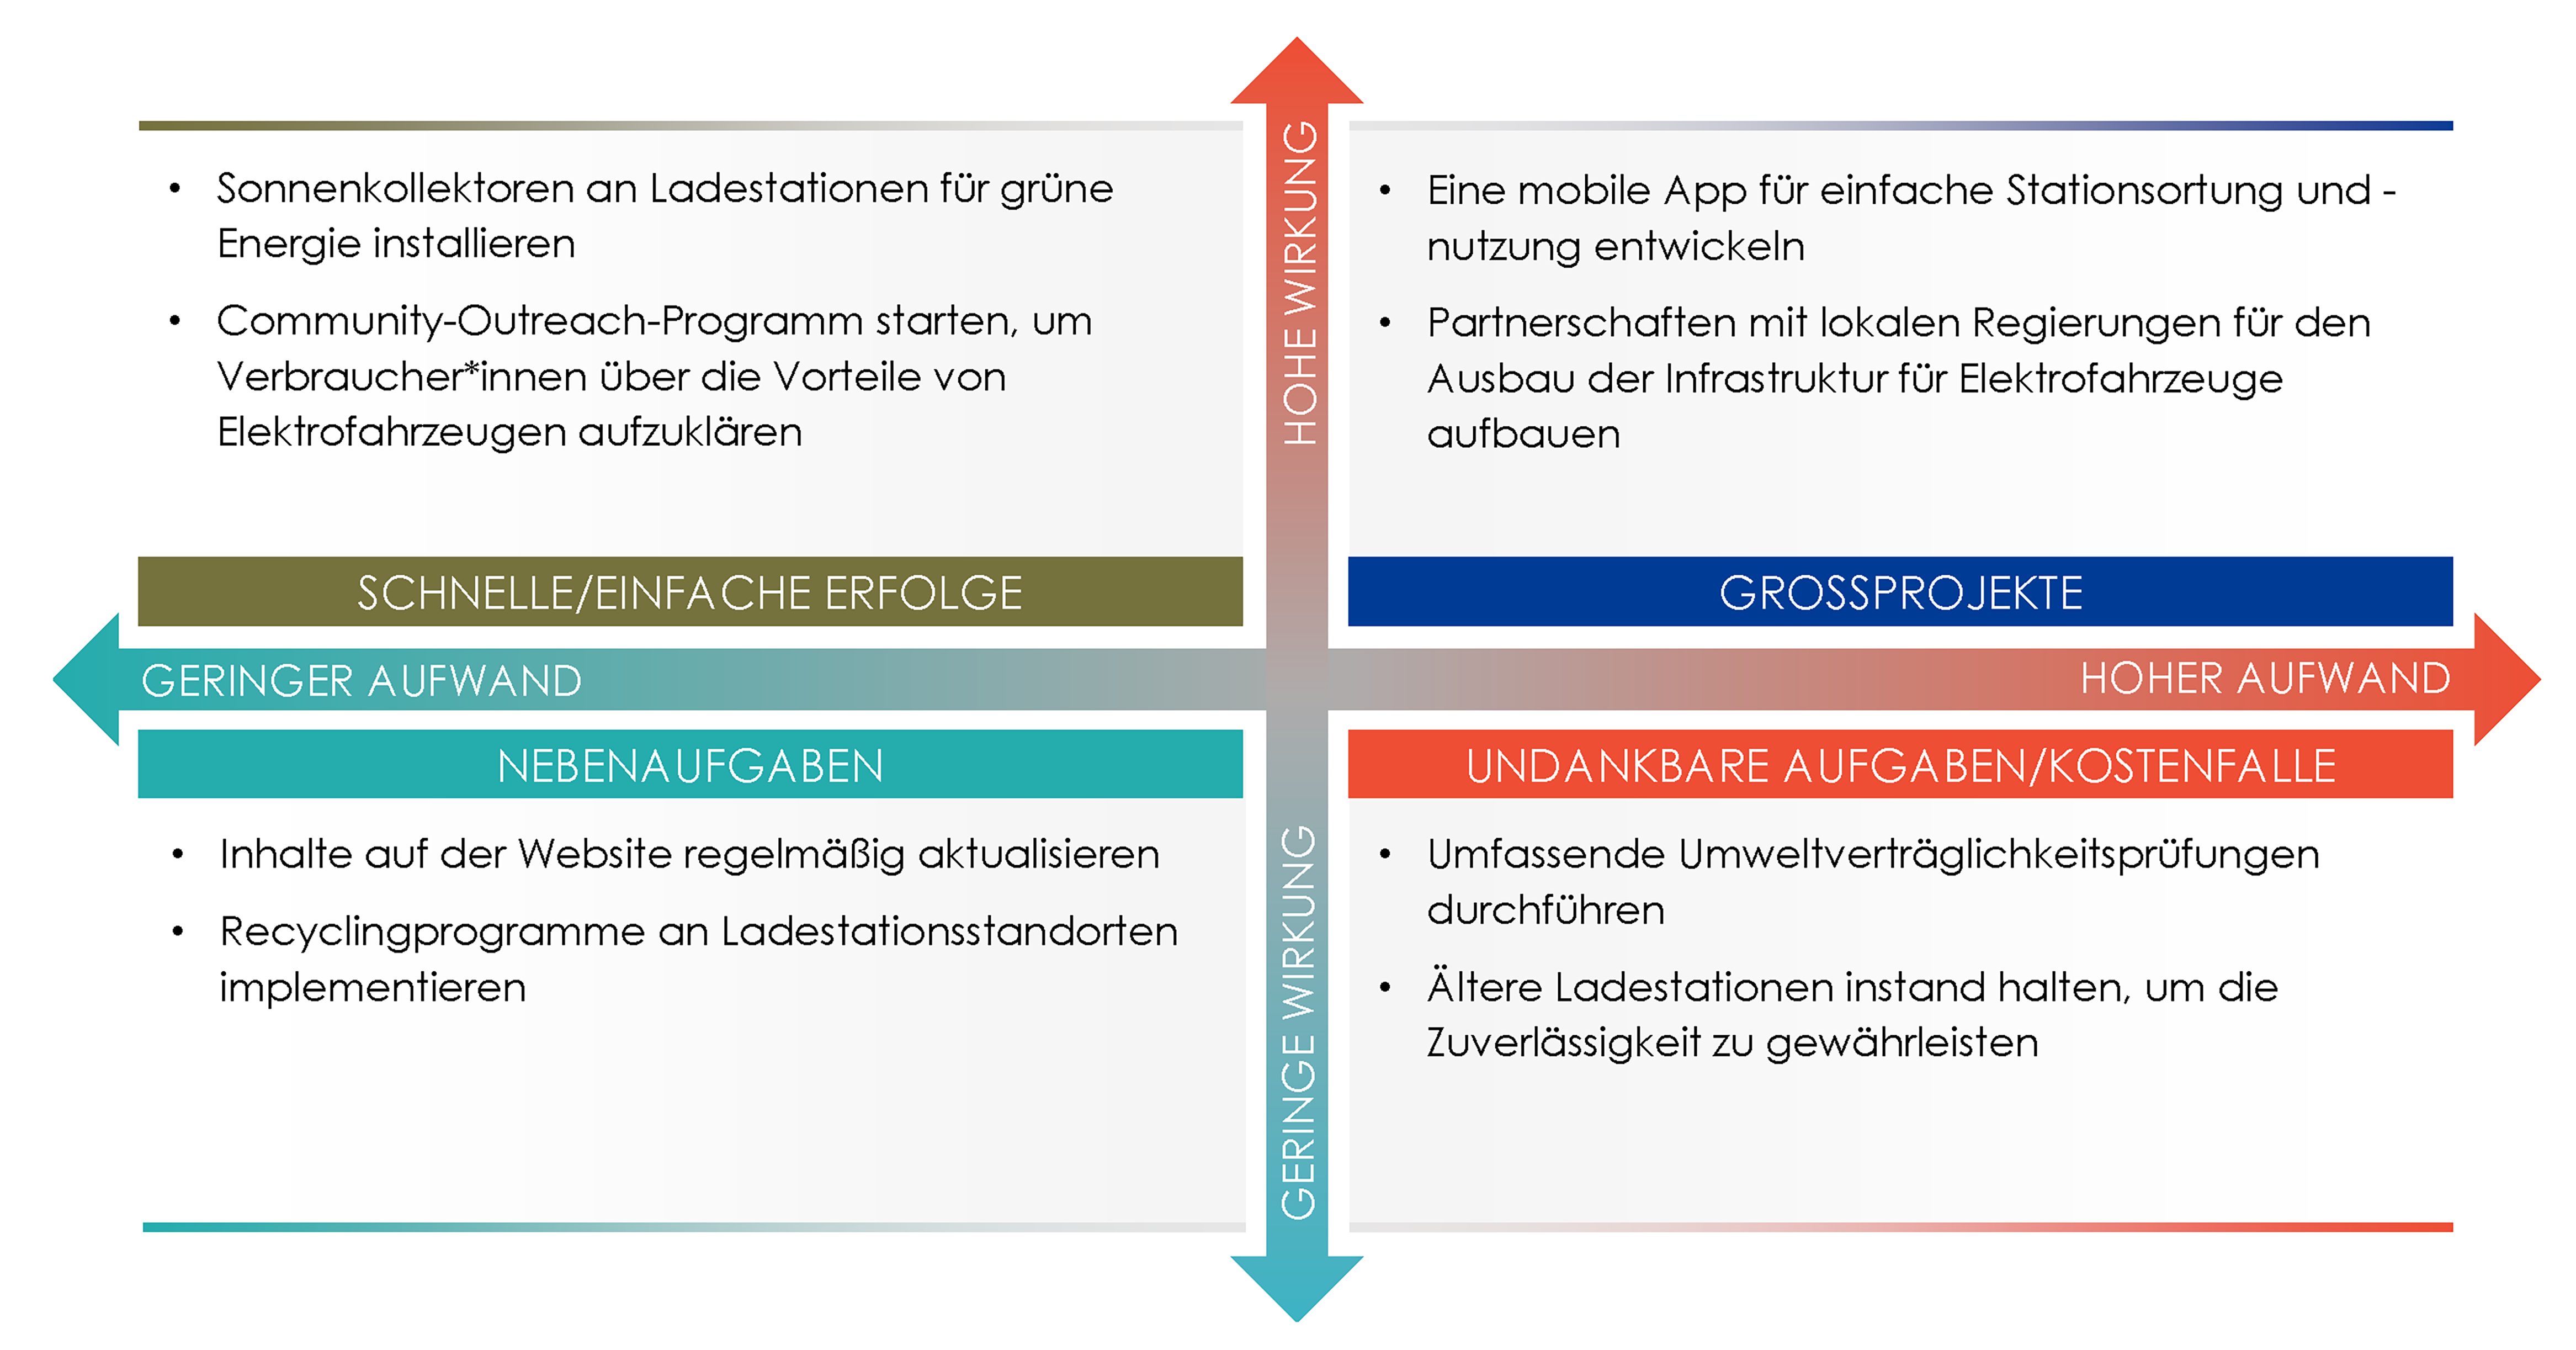 HOHE WIRKUNG
• Sonnenkollektoren an Ladestationen für grüne
Energie installieren
• Community-Outreach-Programm starten, um
Verbraucher*innen über die Vorteile von
Elektrofahrzeugen aufzuklären
SCHNELLE/EINFACHE ERFOLGE
• Eine mobile App für einfache Stationsortung und -
nutzung entwickeln
• Partnerschaften mit lokalen Regierungen für den
Ausbau der Infrastruktur für Elektrofahrzeuge
aufbauen
GROSSPROJEKTE
GERINGER AUFWAND
HOHER AUFWAND
NEBENAUFGABEN
• Inhalte auf der Website regelmäßig aktualisieren
• Recyclingprogramme an Ladestationsstandorten
implementieren
UNDANKBARE AUFGABEN/KOSTENFALLE
• Umfassende Umweltverträglichkeitsprüfungen
durchführen
• Ältere Ladestationen instand halten, um die
Zuverlässigkeit zu gewährleisten
GERINGE WIRKUNG